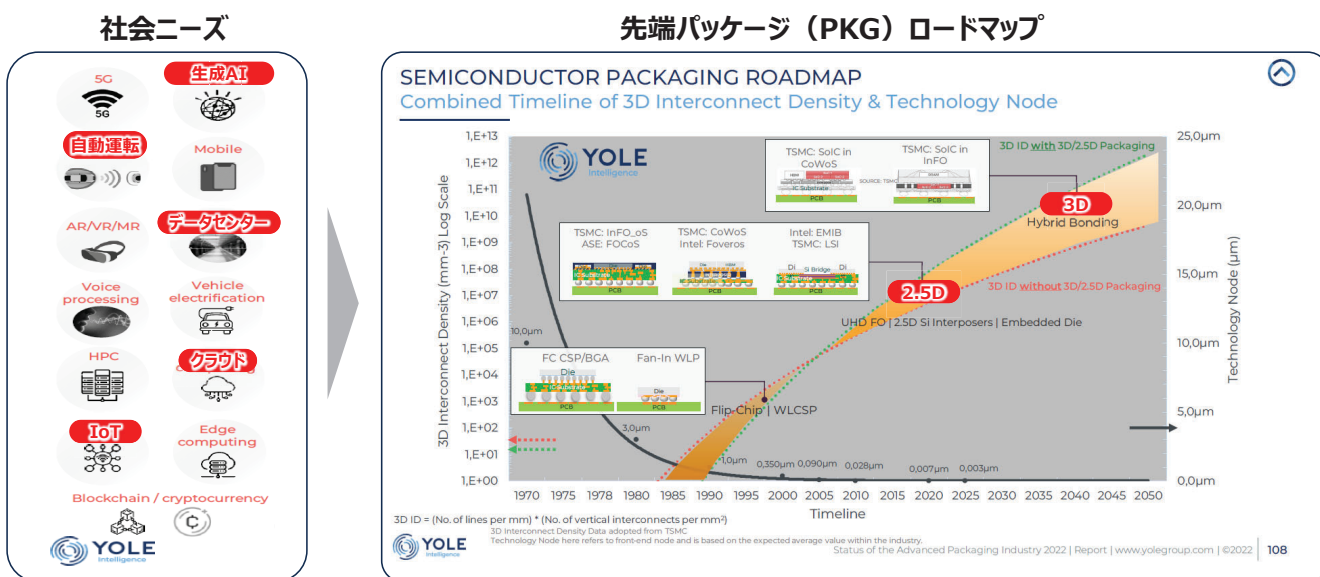 社会ニーズ
5G
5G
生成AI
自動運転
Mobile
AR/VR/MR
データセンター
Voice
processing
Vehicle
electrification
HPC
クラウド
IoT
Edge
computing
Blockchain / cryptocurrency
YOLE
Intelligence
先端パッケージ（PKG）ロードマップ
SEMICONDUCTOR PACKAGING ROADMAP
Combined Timeline of 3D Interconnect Density & Technology Node
3D Interconnect Density (mm-3) Log Scale
1,E+13
1,E+12
1,E+11
1,E+10
1,E+09
1,E+08
1,E+07
1,E+06
1,E+05
1,E+04
1,E+03
1,E+02
1,E+01
1,E+00
YOLE
Intelligence
TSMC: SoIC in
CoWoS
HBM
IC Substrate
PCB
SOURCE: TSMC
TSMC: SoIC in
InFO
PCB
3D ID with 3D/2.5D Packaging
3D
Hybrid Bonding
TSMC: InFO_oS
ASE: FOCoS
PCB
TSMC: CoWoS
Intel: Foveros
Die
PCB
Intel: EMIB
TSMC: LSI
Di
Si Bridge
Di
PCB
2.5D
3D ID without 3D/2.5D Packaging
UHD FO | 2.5D Si Interposers | Embedded Die
FC CSP/BGA
Die
IC Substrate
PCB
Fan-In WLP
Die
PCB
Flip Chip | WLCSP
10,0µm
3,0µm
1,0µm
0,350µm
0,090µm
0,028µm
0,007µm
0,003µm
25,0µm
20,0µm
15,0µm
10,0µm
5,0µm
0,0µm
Technology Node (µm)
1970 1975 1978 1980 1985 1990 1995 2000 2005 2010 2015 2020 2025 2030 2035 2040 2045 2050
Timeline
3D ID = (No. of lines per mm) * (No. of vertical interconnects per mm²)
3D Interconnect Density Data adopted from TSMC
Technology Node here refers to front-end node and is based on the expected average value within the industry.
YOLE
Intelligence
Status of the Advanced Packaging Industry 2022 | Report | www.yolegroup.com | ©2022 | 108